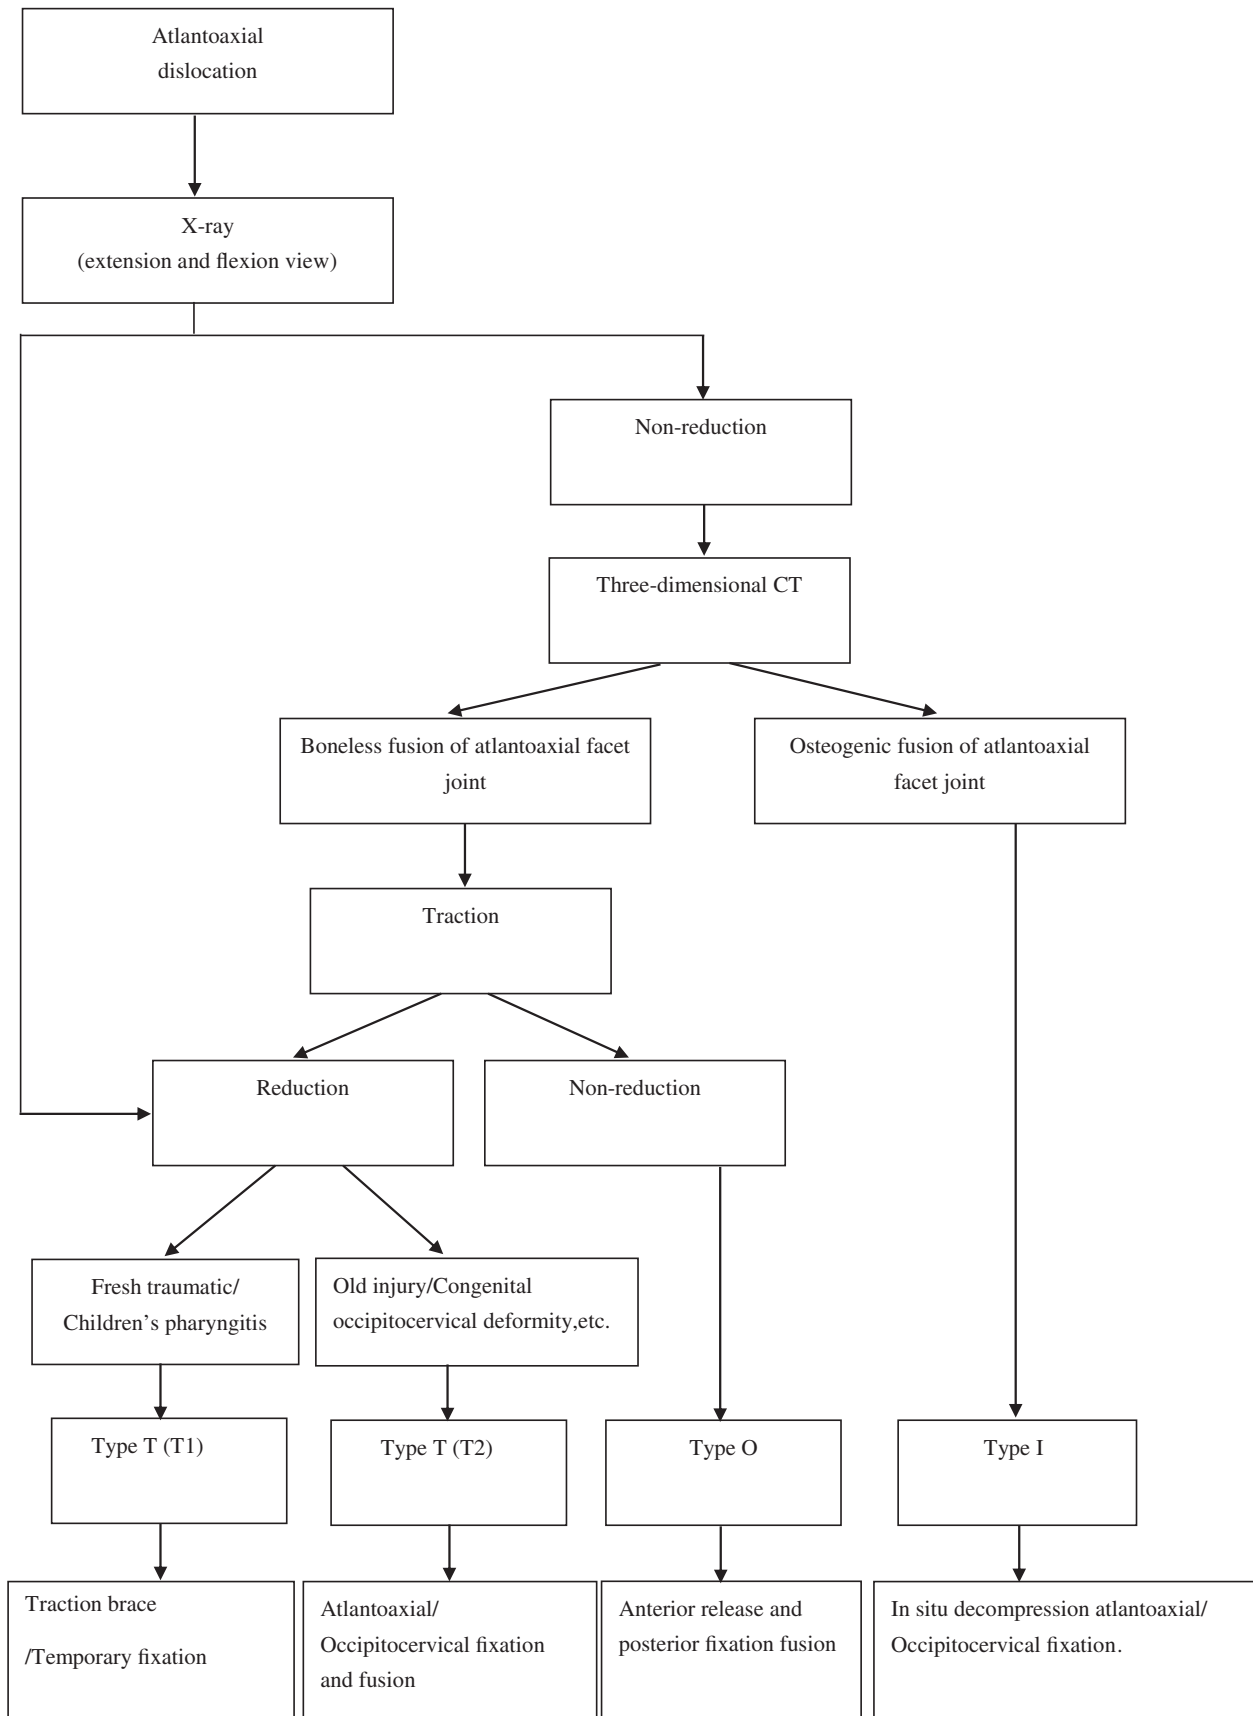 Atlantoaxial
dislocation
X-ray
(extension and flexion view)
Non-reduction
Three-dimensional CT
Boneless fusion of atlantoaxial facet
joint
Osteogenic fusion of atlantoaxial
facet joint
Traction
Reduction
Non-reduction
Fresh traumatic/
Children’s pharyngitis
Old injury/Congenital
occipitocervical deformity,etc.
Type T (T1)
Type T (T2)
Type O
Type I
Traction brace
/Temporary fixation
Atlantoaxial/
Occipitocervical fixation
and fusion
Anterior release and
posterior fixation fusion
In situ decompression atlantoaxial/
Occipitocervical fixation.